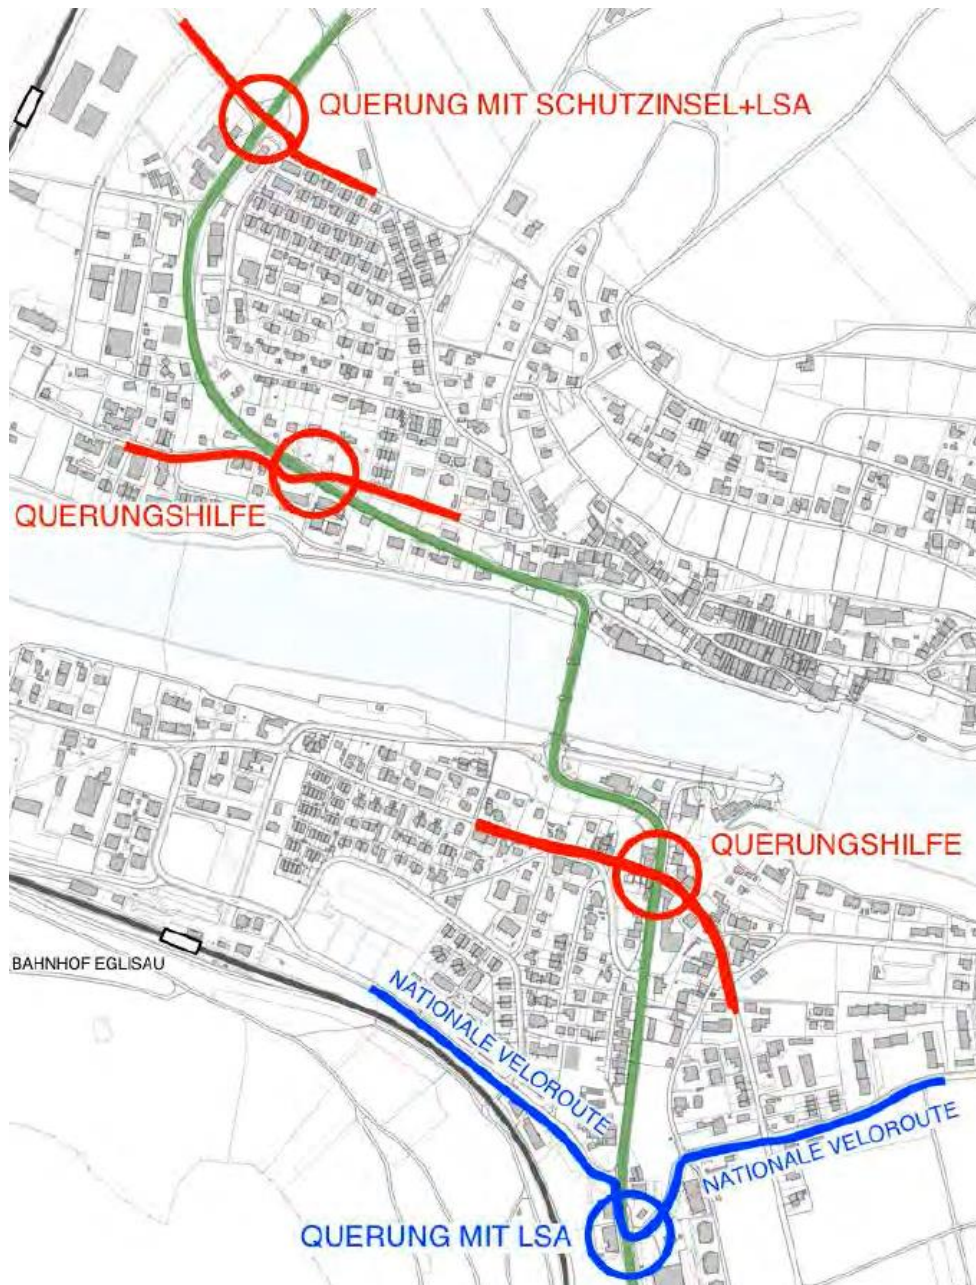 QUERUNG MIT SCHUTZINSEL+LSA
QUERUNGSHILFE
QUERUNGSHILFE
BAHNHOF EGLISAU
NATIONALE VELOROUTE
NATIONALE VELOROUTE
QUERUNG MIT LSA